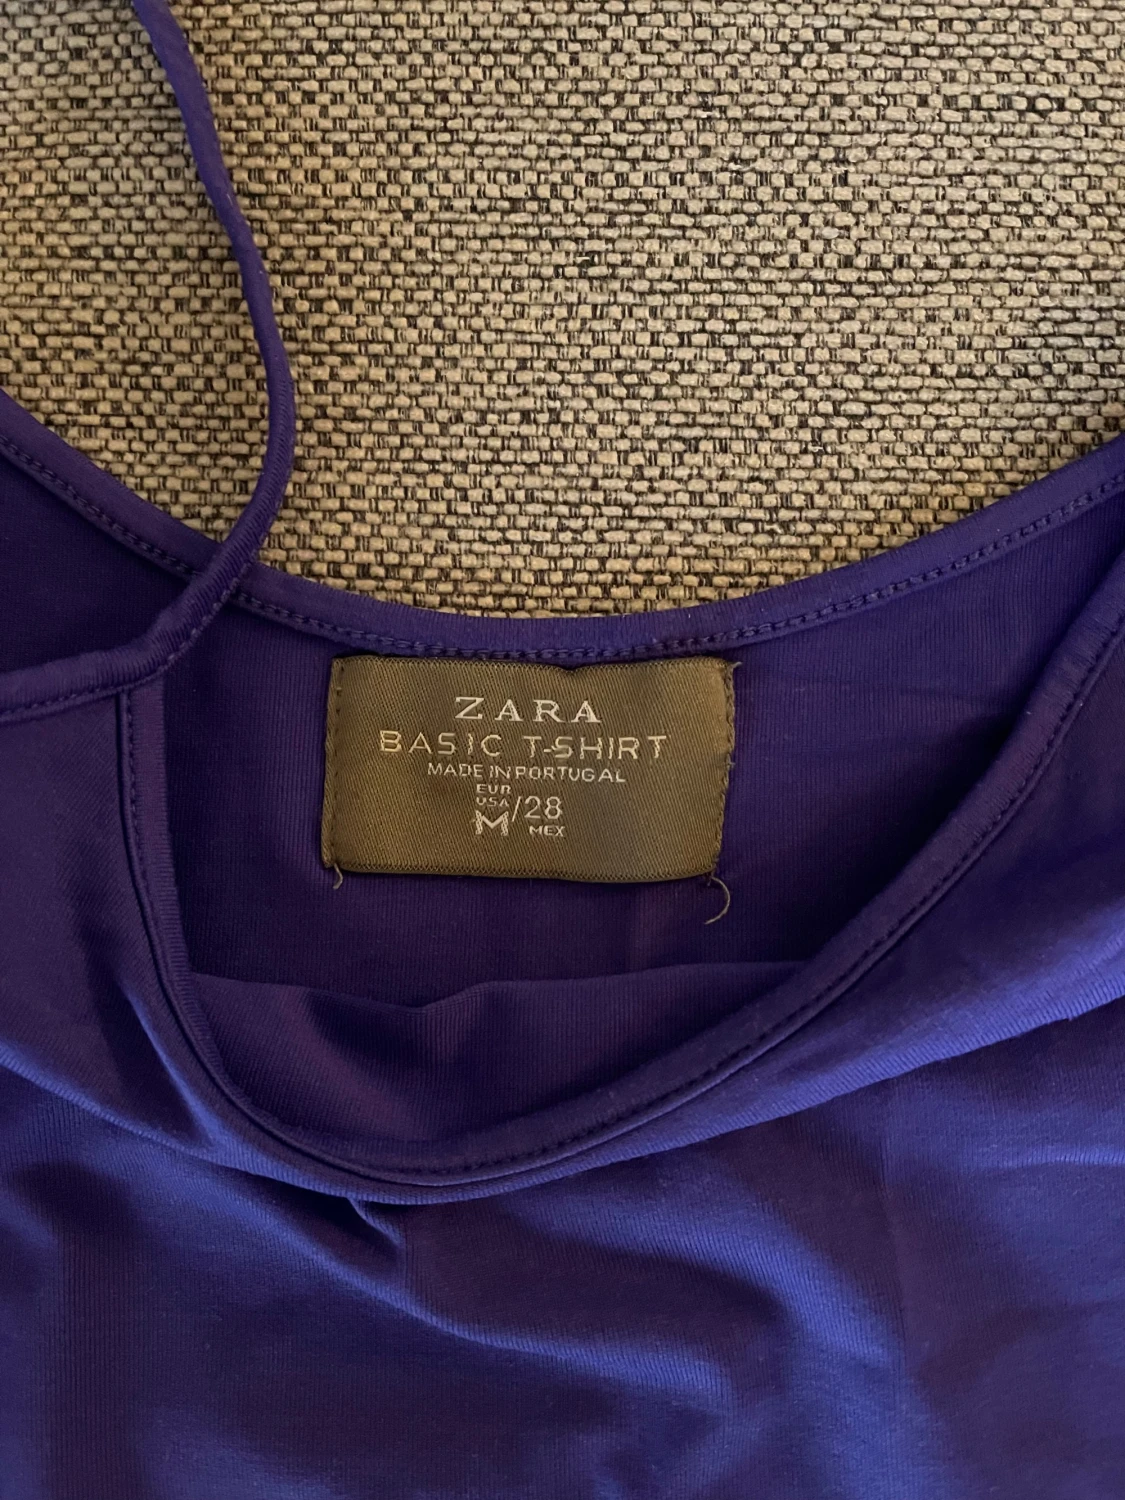 ZARA
BASIC T-SHIRT
MADE IN PORTUGAL
EUR
USA
M/28
MEX